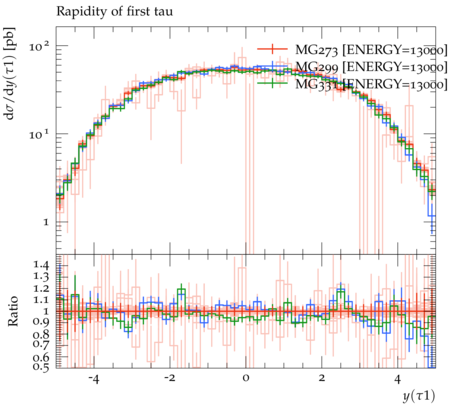 Rapidity of first tau
dσ/dy(τ1) [pb]
10²
10¹
1
MG273 [ENERGY=13000]
MG299 [ENERGY=13000]
MG331 [ENERGY=13000]
Ratio
1.4
1.3
1.2
1.1
1
0.9
0.8
0.7
0.6
0.5
-4 -2 0 2 4
y(τ1)